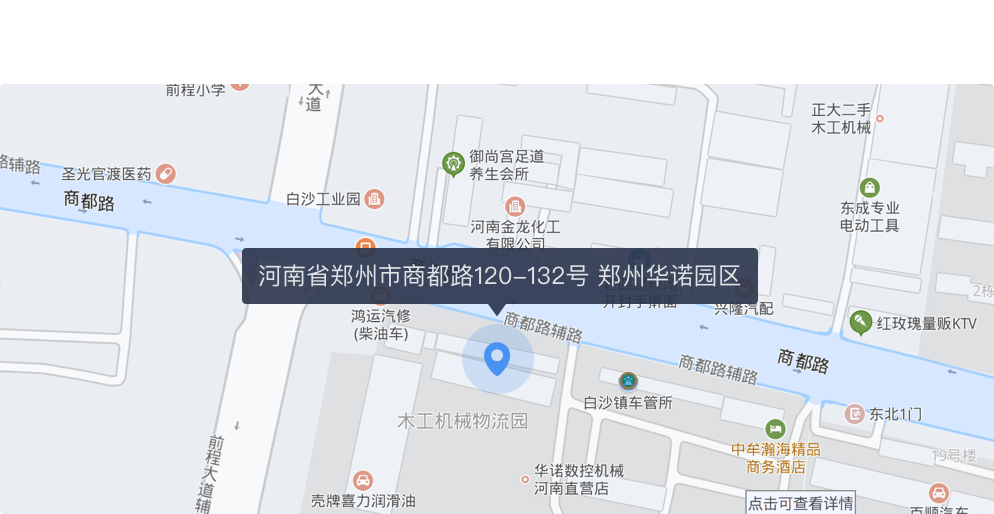 前程小学
大
道
正大二手
木工机械
路辅路
圣光官渡医药
商都路
御尚宫足道
养生会所
白沙工业园
河南金龙化工
有限公司
东成专业
电动工具
河南省郑州市商都路120-132号 郑州华诺园区
开封手擀面
2栋
兴隆汽配
鸿运汽修
(柴油车)
商都路辅路
红玫瑰量贩KTV
商都路
商都路辅路
白沙镇车管所
木工机械物流园
东北1门
前程大道辅
中牟瀚海精品
商务酒店
19号楼
华诺数控机械
河南直营店
壳牌喜力润滑油
点击可查看详情
百顺汽车